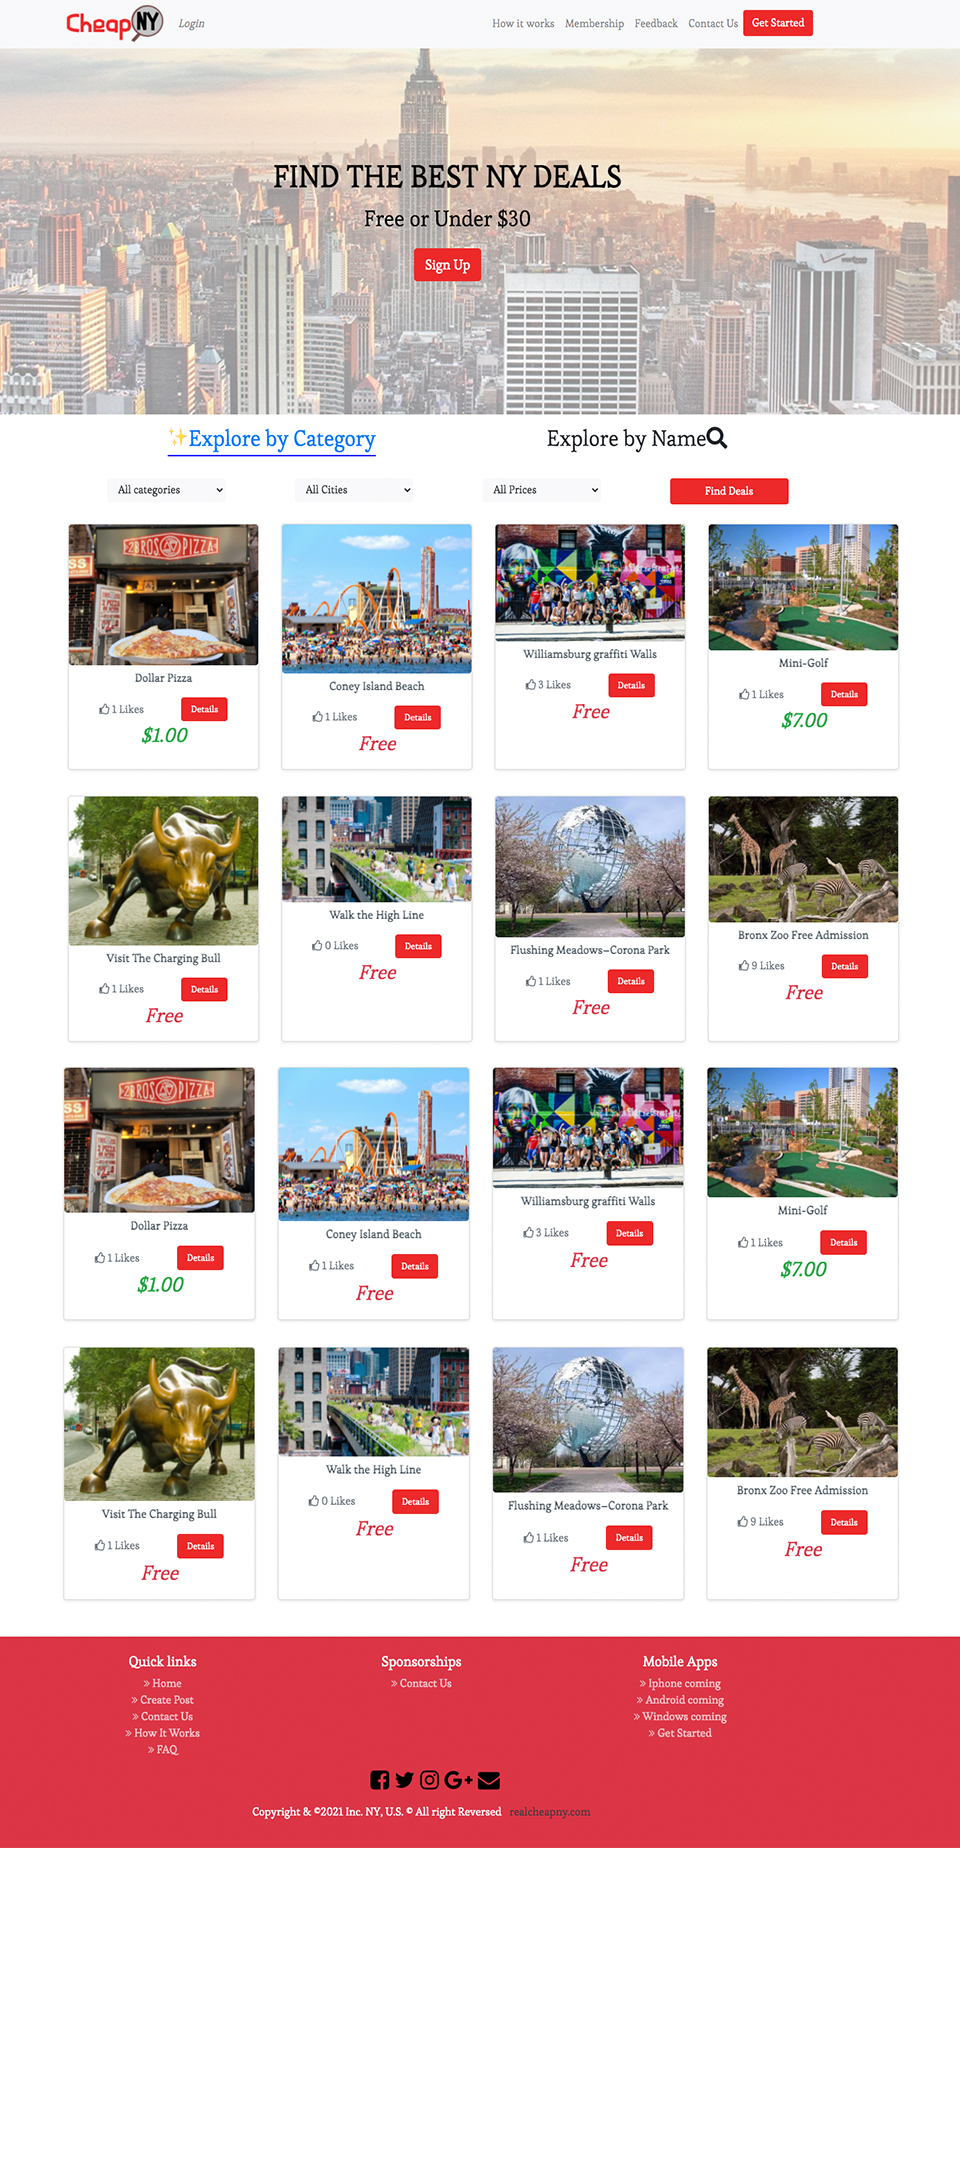 CheapNY Login How it works Membership Feedback Contact Us Get Started
FIND THE BEST NY DEALS
Free or Under $30
Sign Up
✨Explore by Category Explore by Name
All categories All Cities All Prices Find Deals
2BROS PIZZA
Dollar Pizza
1 Likes Details
$1.00
Coney Island Beach
1 Likes Details
Free
Williamsburg graffiti Walls
3 Likes Details
Free
Mini-Golf
1 Likes Details
$7.00
Visit The Charging Bull
1 Likes Details
Free
Walk the High Line
0 Likes Details
Free
Flushing Meadows–Corona Park
1 Likes Details
Free
Bronx Zoo Free Admission
9 Likes Details
Free
2BROS PIZZA
Dollar Pizza
1 Likes Details
$1.00
Coney Island Beach
1 Likes Details
Free
Williamsburg graffiti Walls
3 Likes Details
Free
Mini-Golf
1 Likes Details
$7.00
Visit The Charging Bull
1 Likes Details
Free
Walk the High Line
0 Likes Details
Free
Flushing Meadows–Corona Park
1 Likes Details
Free
Bronx Zoo Free Admission
9 Likes Details
Free
Quick links
» Home
» Create Post
» Contact Us
» How It Works
» FAQ
Sponsorships
» Contact Us
Mobile Apps
» Iphone coming
» Android coming
» Windows coming
» Get Started
Copyright & ©2021 Inc. NY, U.S. © All right Reversed realcheapny.com